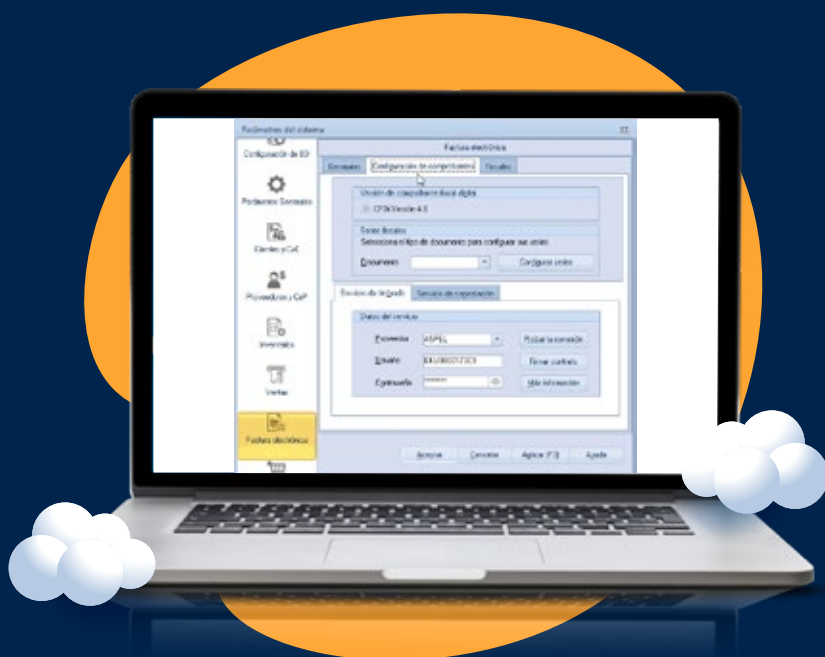 Parámetros del sistema
Factura electrónica
Configuración de BD
Generales Configuración de comprobantes Fiscales
Parámetros Generales
Versión de comprobante fiscal digital
CFDI Versión 4.0
Series fiscales
Selecciona el tipo de documento para configurar sus series
Clientes y CxC
Documento Configurar series
Proveedores y CxP
Servicio de timbrado Servicio de cancelación
Datos del servicio
Inventarios
Proveedor ASPEL Probar la conexión
Usuario Firmar contrato
Contraseña ******* Más información
Ventas
Factura electrónica
Aceptar Cancelar Aplicar (F3) Ayuda